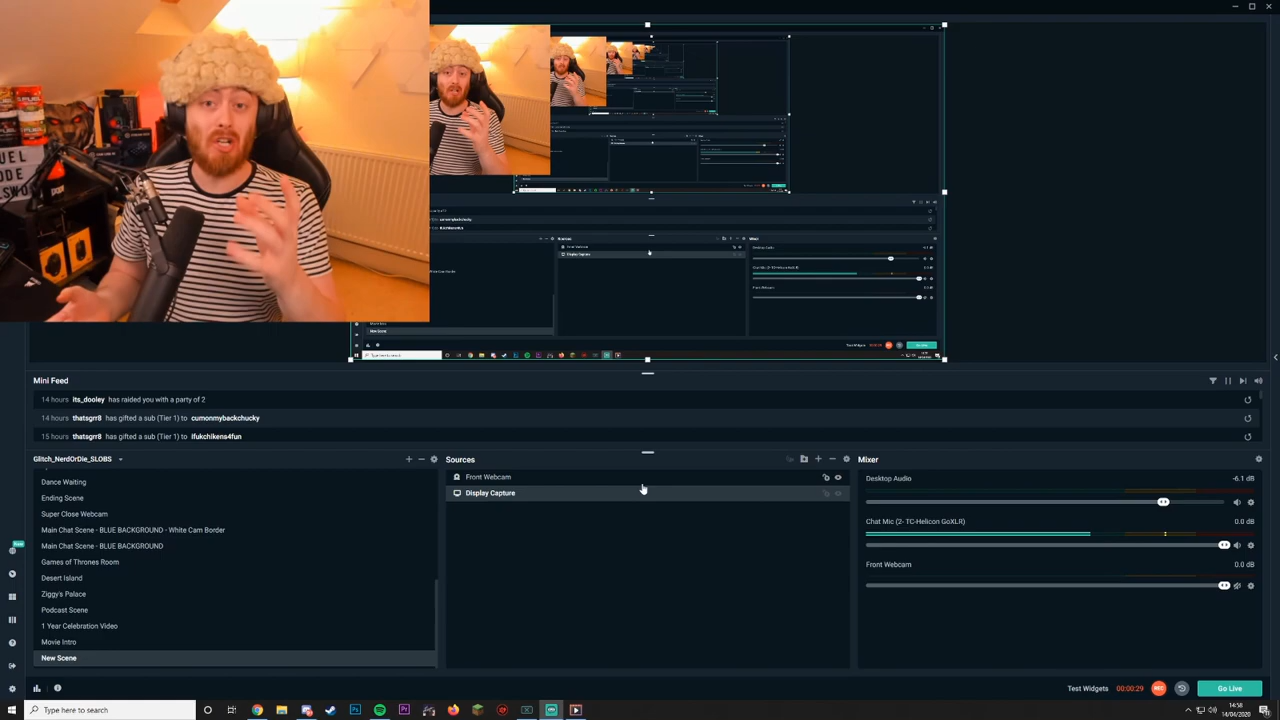 Mini Feed
14 hours its_dooley has raided you with a party of 2
14 hours thatsgrr8 has gifted a sub (Tier 1) to cumonmybackchucky
15 hours thatsgrr8 has gifted a sub (Tier 1) to lfukchikens4fun
Glitch_NerdOrDie_SLOBS
Dance Waiting
Ending Scene
Super Close Webcam
Main Chat Scene - BLUE BACKGROUND - White Cam Border
Main Chat Scene - BLUE BACKGROUND
Games of Thrones Room
Desert Island
Ziggy's Palace
Podcast Scene
1 Year Celebration Video
Movie Intro
New Scene
Sources
Front Webcam
Display Capture
Mixer
Desktop Audio -6.1 dB
Chat Mic (2- TC-Helicon GoXLR) 0.0 dB
Front Webcam 0.0 dB
New
Test Widgets 00:00:29 REC Go Live
Type here to search
14:58
14/04/2020